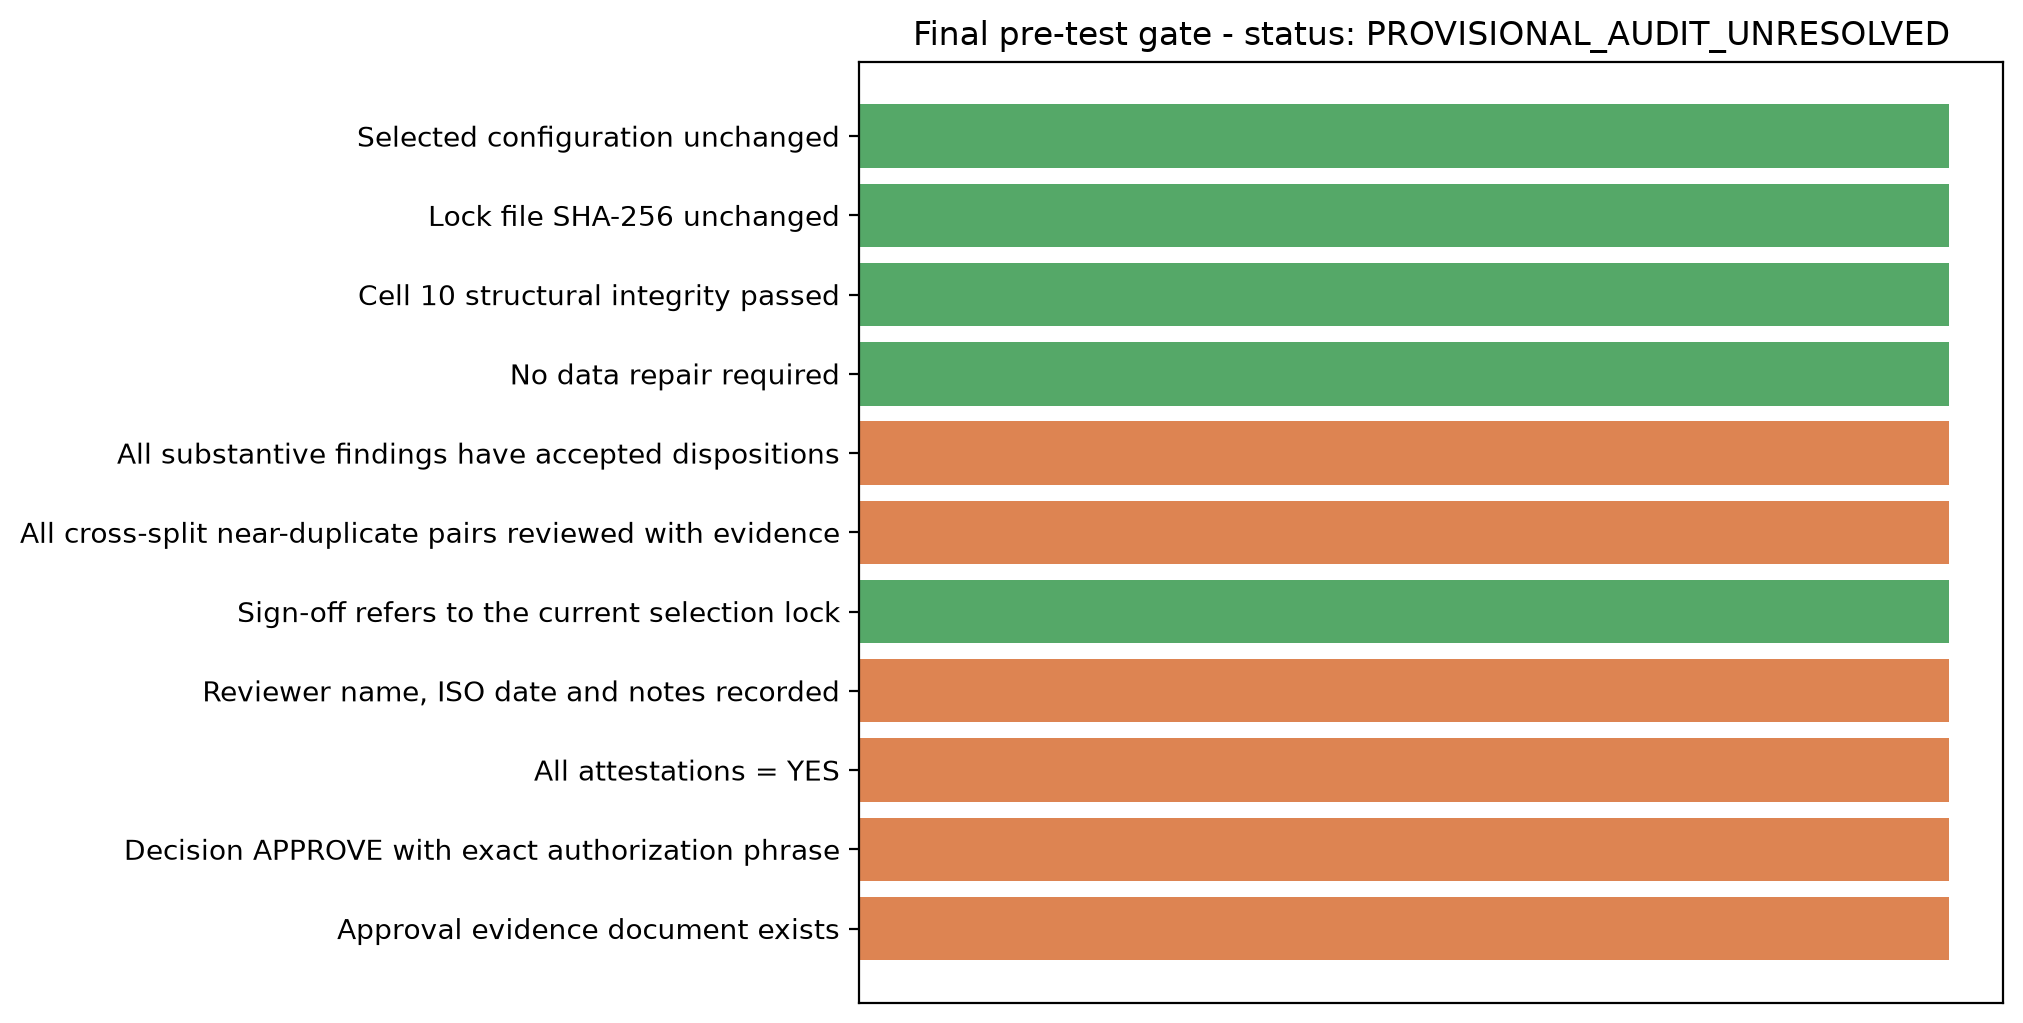 Final pre-test gate - status: PROVISIONAL_AUDIT_UNRESOLVED
Selected configuration unchanged
Lock file SHA-256 unchanged
Cell 10 structural integrity passed
No data repair required
All substantive findings have accepted dispositions
All cross-split near-duplicate pairs reviewed with evidence
Sign-off refers to the current selection lock
Reviewer name, ISO date and notes recorded
All attestations = YES
Decision APPROVE with exact authorization phrase
Approval evidence document exists